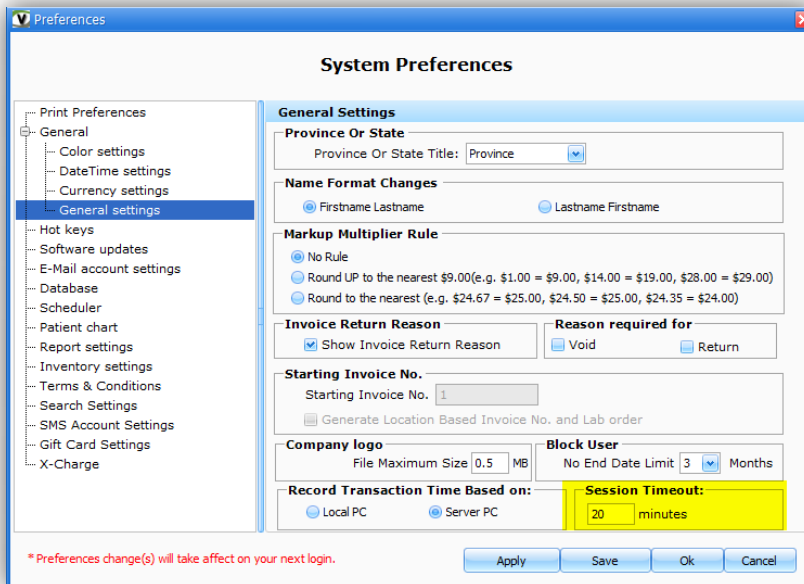 Preferences
System Preferences
Print Preferences
General
Color settings
DateTime settings
Currency settings
General settings
Hot keys
Software updates
E-Mail account settings
Database
Scheduler
Patient chart
Report settings
Inventory settings
Terms & Conditions
Search Settings
SMS Account Settings
Gift Card Settings
X-Charge
General Settings
Province Or State
Province Or State Title: Province
Name Format Changes
Firstname Lastname Lastname Firstname
Markup Multiplier Rule
No Rule
Round UP to the nearest $9.00(e.g. $1.00 = $9.00, $14.00 = $19.00, $28.00 = $29.00)
Round to the nearest (e.g. $24.67 = $25.00, $24.50 = $25.00, $24.35 = $24.00)
Invoice Return Reason Reason required for
Show Invoice Return Reason Void Return
Starting Invoice No.
Starting Invoice No. 1
Generate Location Based Invoice No. and Lab order
Company logo Block User
File Maximum Size 0.5 MB No End Date Limit 3 Months
Record Transaction Time Based on: Session Timeout:
Local PC Server PC 20 minutes
* Preferences change(s) will take affect on your next login.
Apply Save Ok Cancel